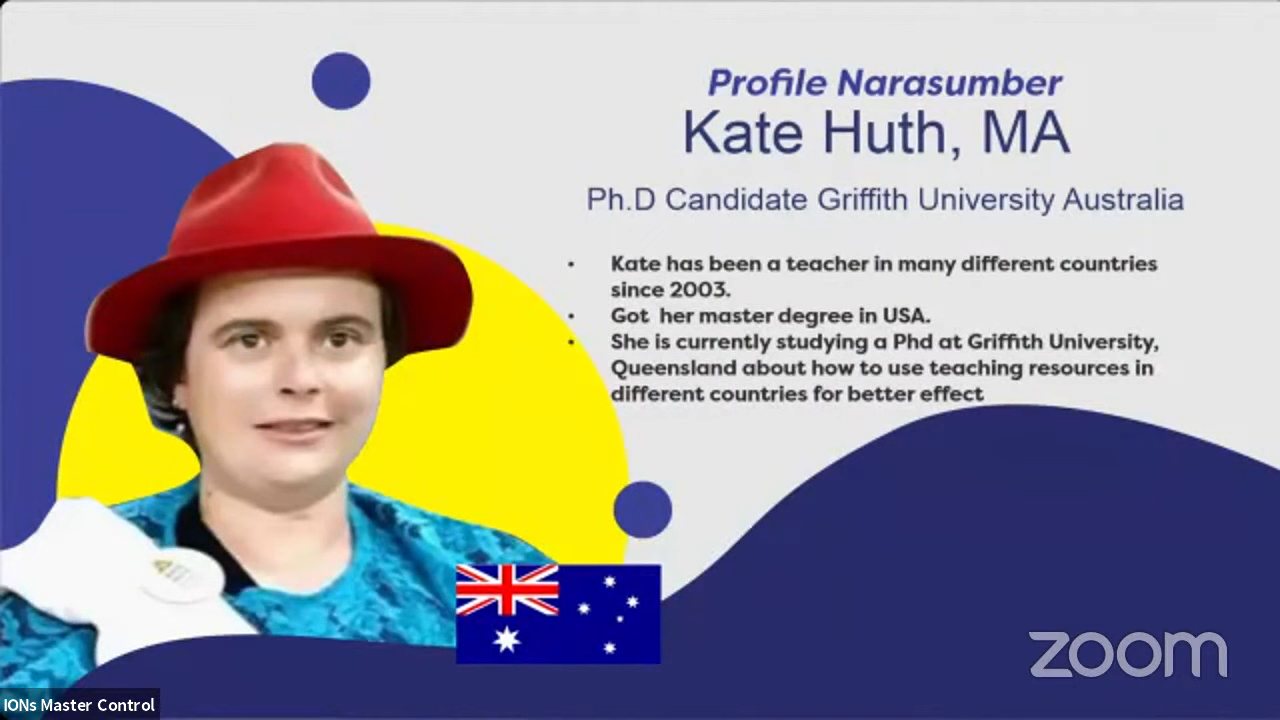 Profile Narasumber
Kate Huth, MA
Ph.D Candidate Griffith University Australia
• Kate has been a teacher in many different countries
since 2003.
• Got her master degree in USA.
• She is currently studying a Phd at Griffith University,
Queensland about how to use teaching resources in
different countries for better effect
zoom
IONs Master Control